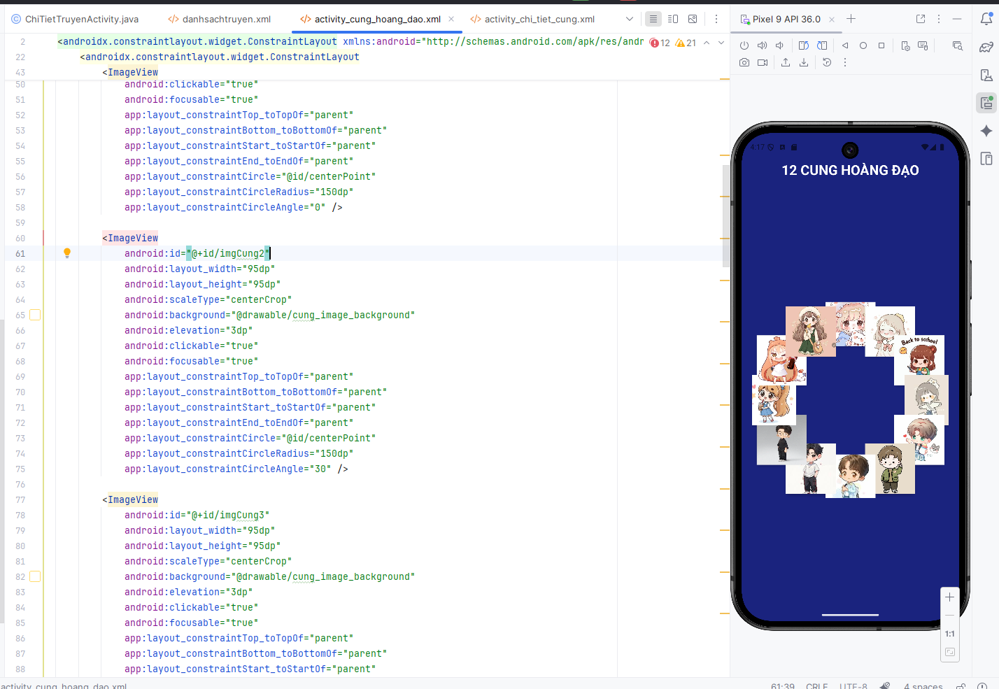 ChiTietTruyenActivity.java
danhsachtruyen.xml
activity_cung_hoang_dao.xml
activity_chi_tiet_cung.xml
Pixel 9 API 36.0
2 <androidx.constraintlayout.widget.ConstraintLayout xmlns:android="http://schemas.android.com/apk/res/andr
12 21
22 <androidx.constraintlayout.widget.ConstraintLayout
43 <ImageView
50 android:clickable="true"
51 android:focusable="true"
52 app:layout_constraintTop_toTopOf="parent"
53 app:layout_constraintBottom_toBottomOf="parent"
54 app:layout_constraintStart_toStartOf="parent"
55 app:layout_constraintEnd_toEndOf="parent"
56 app:layout_constraintCircle="@id/centerPoint"
57 app:layout_constraintCircleRadius="150dp"
58 app:layout_constraintCircleAngle="0" />
59
60 <ImageView
61 android:id="@+id/imgCung2"
62 android:layout_width="95dp"
63 android:layout_height="95dp"
64 android:scaleType="centerCrop"
65 android:background="@drawable/cung_image_background"
66 android:elevation="3dp"
67 android:clickable="true"
68 android:focusable="true"
69 app:layout_constraintTop_toTopOf="parent"
70 app:layout_constraintBottom_toBottomOf="parent"
71 app:layout_constraintStart_toStartOf="parent"
72 app:layout_constraintEnd_toEndOf="parent"
73 app:layout_constraintCircle="@id/centerPoint"
74 app:layout_constraintCircleRadius="150dp"
75 app:layout_constraintCircleAngle="30" />
76
77 <ImageView
78 android:id="@+id/imgCung3"
79 android:layout_width="95dp"
80 android:layout_height="95dp"
81 android:scaleType="centerCrop"
82 android:background="@drawable/cung_image_background"
83 android:elevation="3dp"
84 android:clickable="true"
85 android:focusable="true"
86 app:layout_constraintTop_toTopOf="parent"
87 app:layout_constraintBottom_toBottomOf="parent"
88 app:layout_constraintStart_toStartOf="parent"
4:17
12 CUNG HOÀNG ĐẠO
Back to scchool
1:1
activity_cung_hoang_dao.xml
61:39 CRLF UTF-8 4 spaces